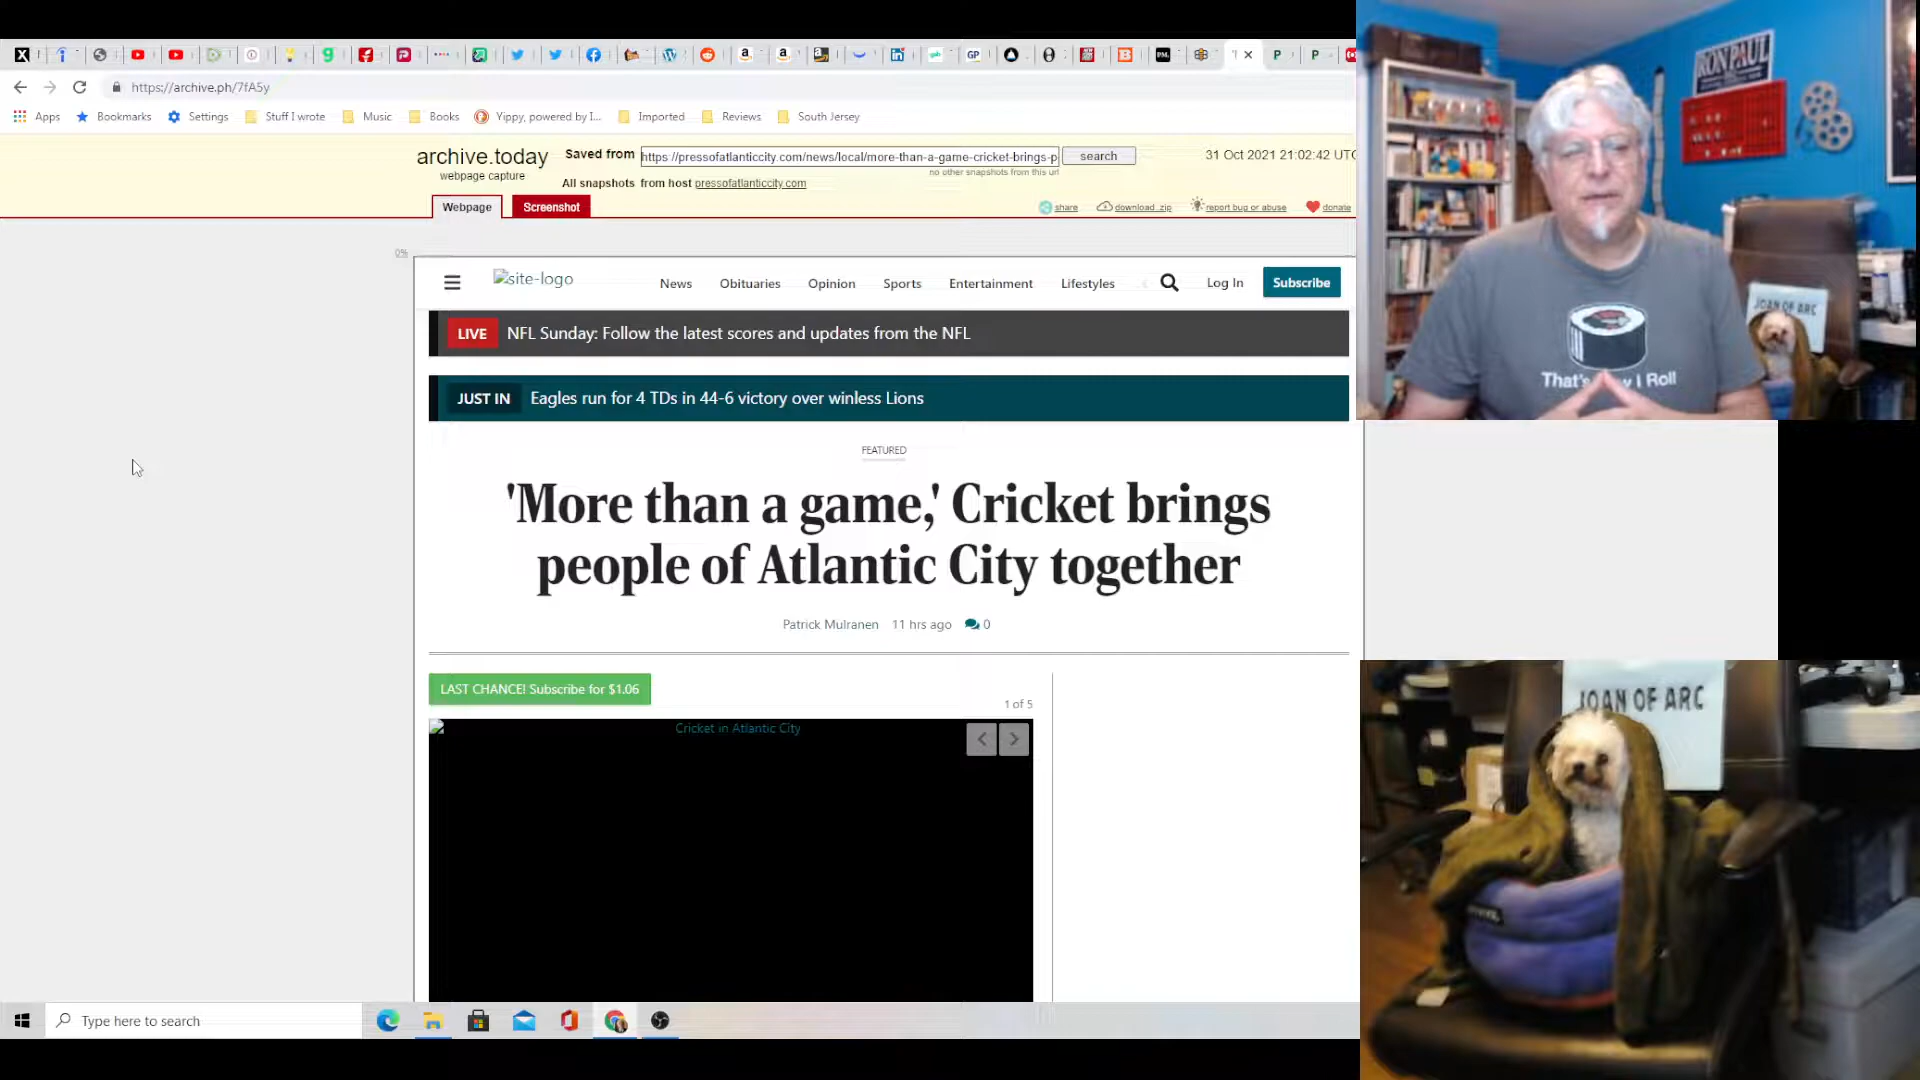 https://archive.ph/7fA5y
Apps
Bookmarks
Settings
Stuff I wrote
Music
Books
Yippy, powered by I...
Imported
Reviews
South Jersey
archive.today
webpage capture
Saved from
https://pressofatlanticcity.com/news/local/more-than-a-game-cricket-brings-p
search
31 Oct 2021 21:02:42 UTC
no other snapshots from this url
All snapshots from host pressofatlanticcity.com
Webpage
Screenshot
share
download .zip
report bug or abuse
donate
0%
site-logo
News
Obituaries
Opinion
Sports
Entertainment
Lifestyles
Log In
Subscribe
LIVE NFL Sunday: Follow the latest scores and updates from the NFL
JUST IN Eagles run for 4 TDs in 44-6 victory over winless Lions
FEATURED
'More than a game,' Cricket brings
people of Atlantic City together
Patrick Mulranen 11 hrs ago 0
LAST CHANCE! Subscribe for $1.06
1 of 5
Cricket in Atlantic City
Type here to search
RON PAUL
JOAN OF ARC
That's I Roll
JOAN OF ARC